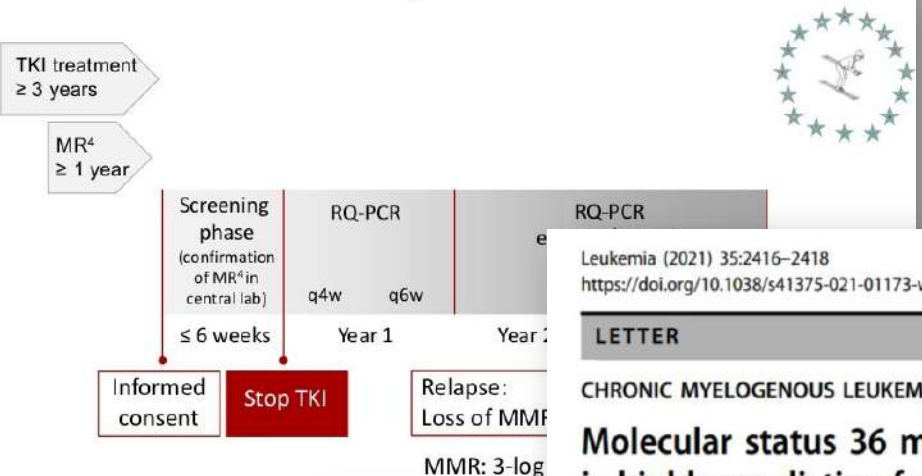 TKI treatment
≥ 3 years
MR⁴
≥ 1 year
Screening
phase
(confirmation
of MR⁴ in
central lab)
≤ 6 weeks
RQ-PCR
q4w q6w
Year 1
RQ-PCR
Year
Informed
consent
Stop TKI
Relapse:
Loss of MMR
MMR: 3-log
Leukemia (2021) 35:2416–2418
https://doi.org/10.1038/s41375-021-01173-
LETTER
CHRONIC MYELOGENOUS LEUKEM
Molecular status 36 m